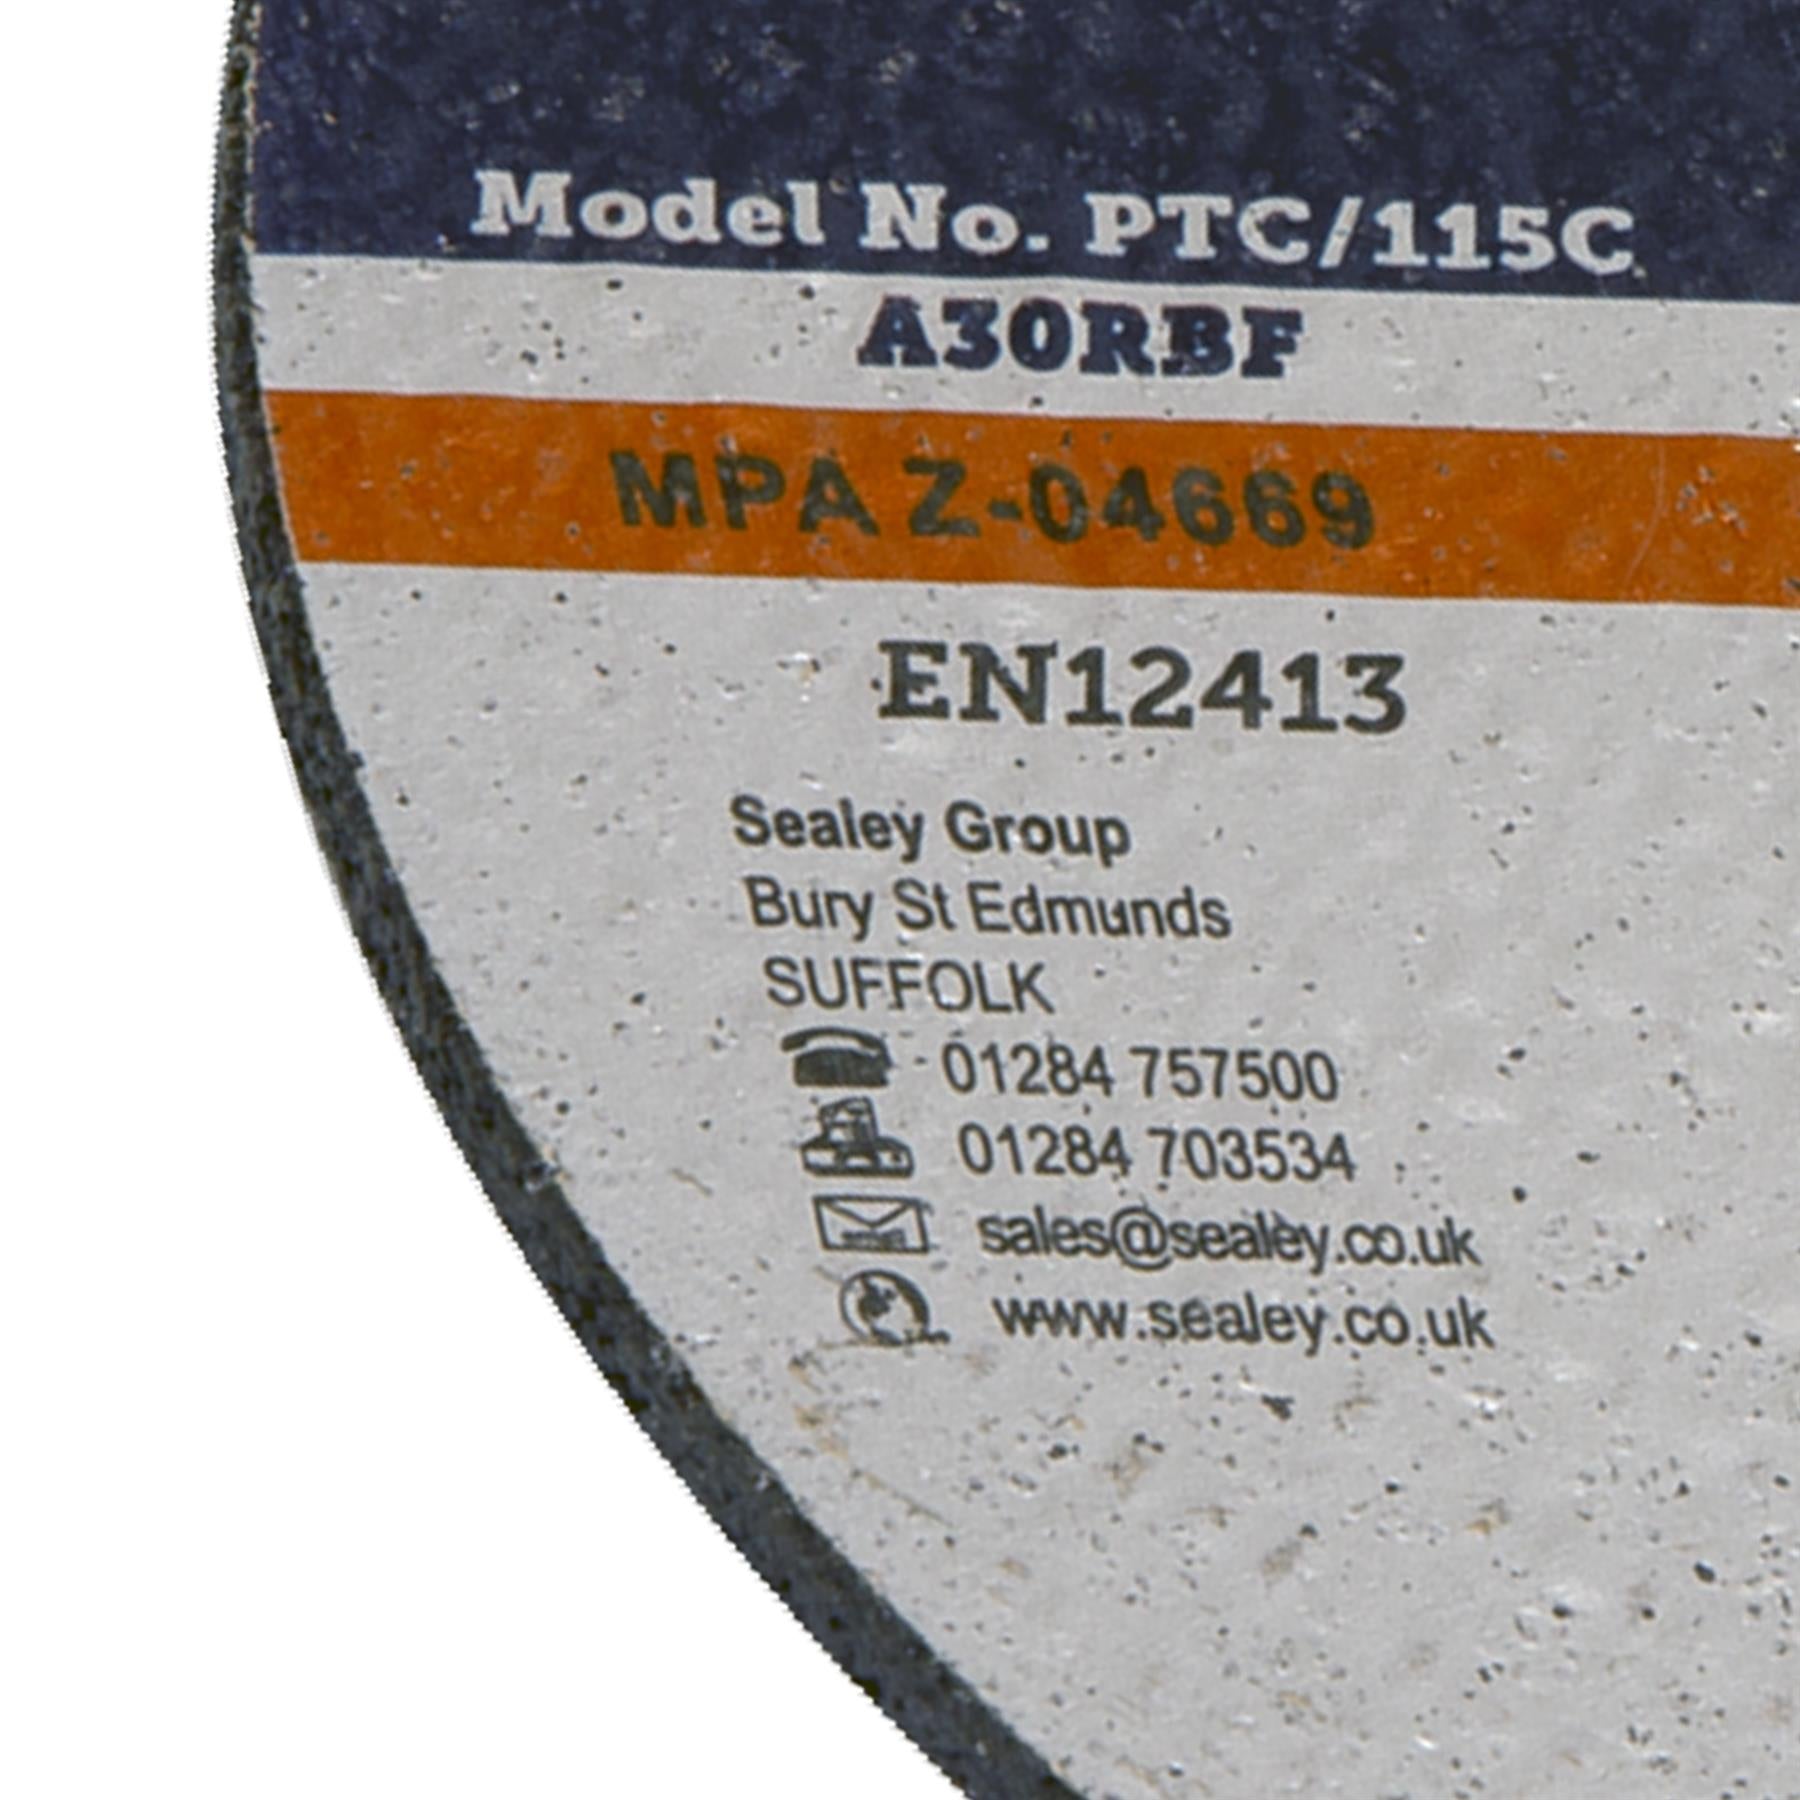 Model No. PTC/115C
A30RBF
MPA Z-04669
EN12413
Sealey Group
Bury St Edmunds
SUFFOLK
01284 757500
01284 703534
sales@sealey.co.uk
www.sealey.co.uk